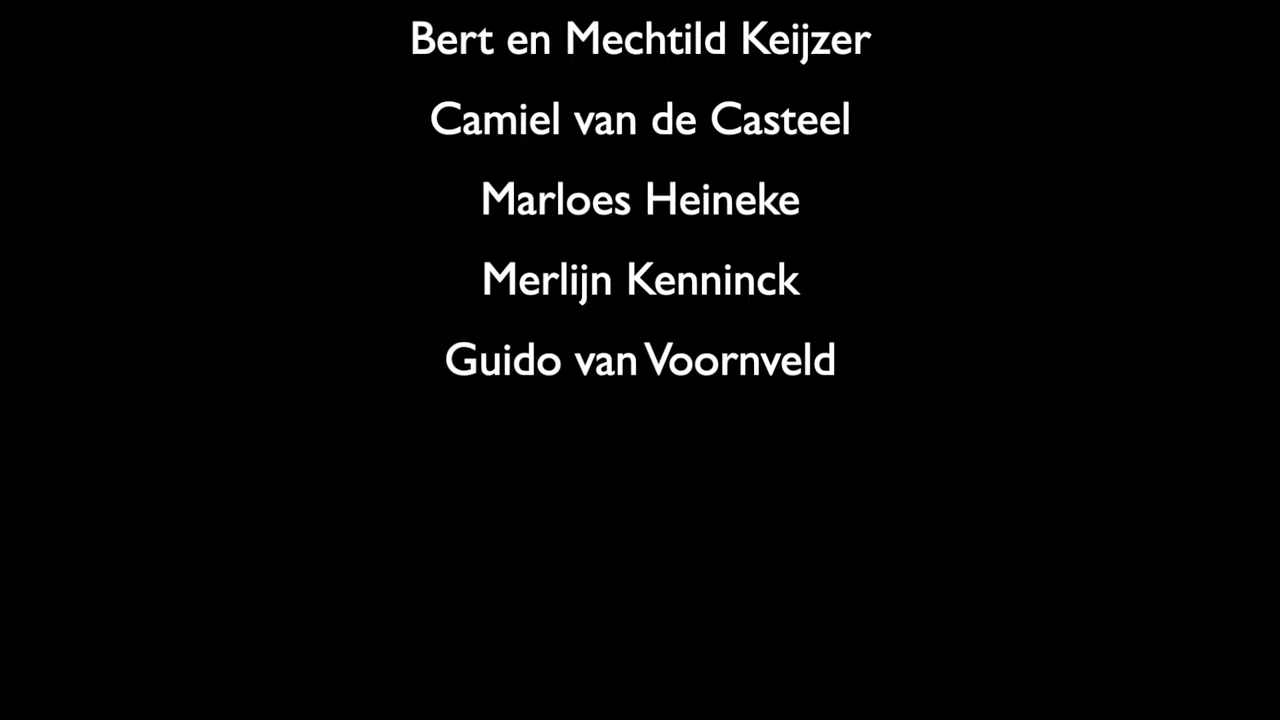 Bert en Mechtild Keijzer
Camiel van de Casteel
Marloes Heineke
Merlijn Kenninck
Guido van Voornveld